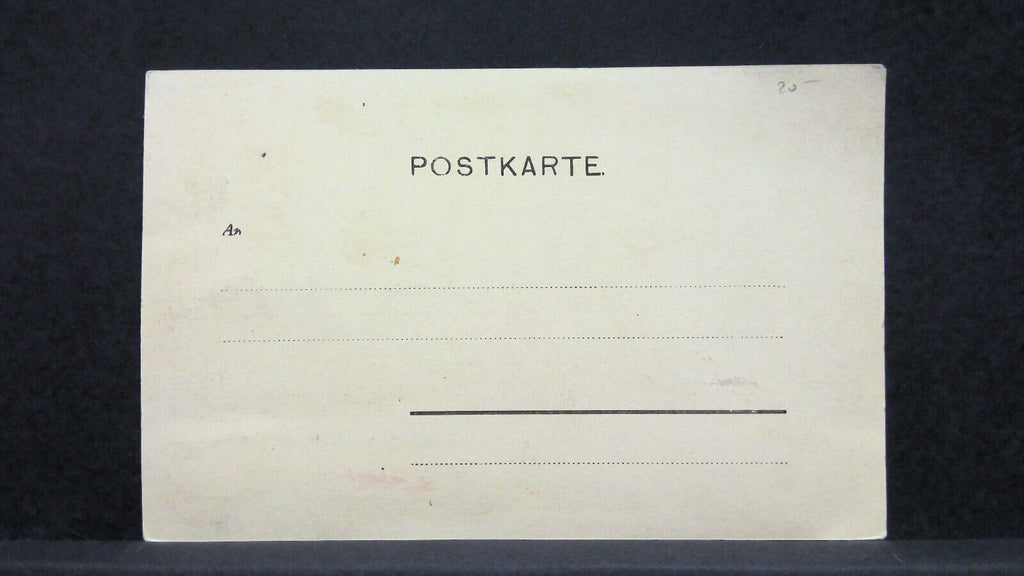 20-
POSTKARTE.
An